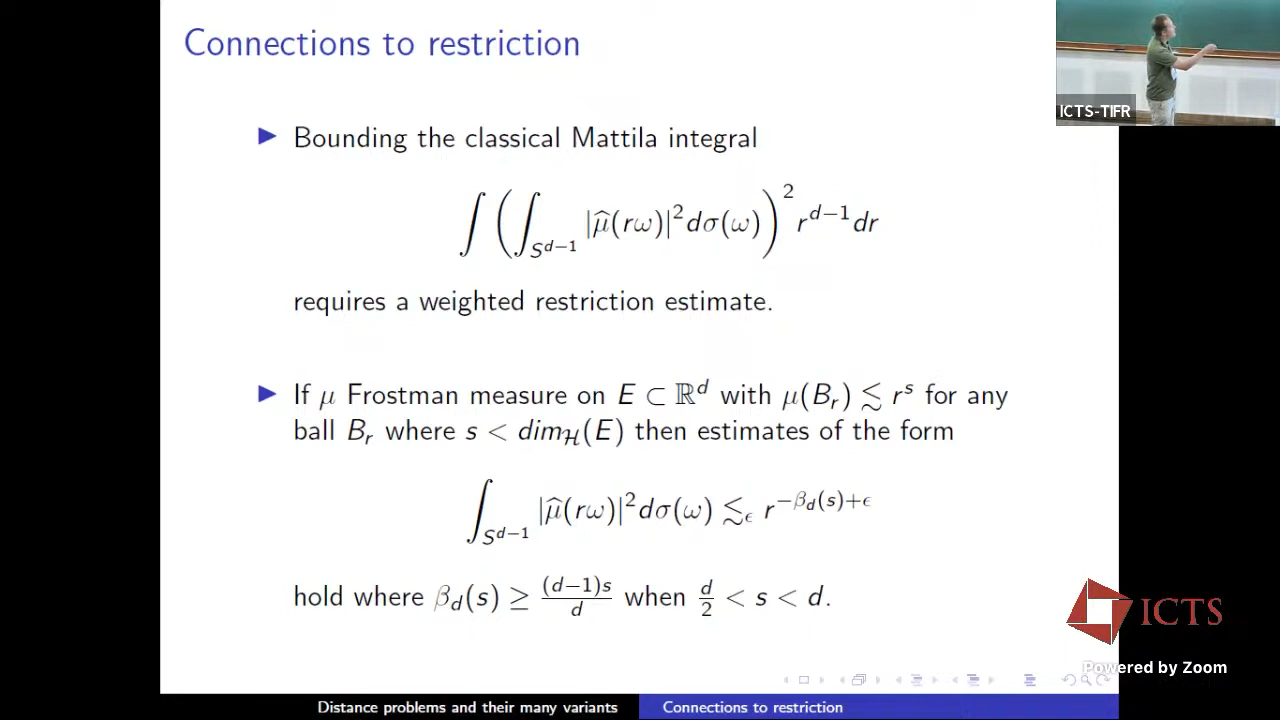 Connections to restriction
ICTS-TIFR
▶ Bounding the classical Mattila integral
∫ ( ∫_{S^{d−1}} |μ̂(rω)|² dσ(ω) )² r^{d−1} dr
requires a weighted restriction estimate.
▶ If μ Frostman measure on E ⊂ ℝ^d with μ(B_r) ≲ r^s for any
ball B_r where s < dim_ℋ(E) then estimates of the form
∫_{S^{d−1}} |μ̂(rω)|² dσ(ω) ≲_ϵ r^{−β_d(s)+ϵ}
hold where β_d(s) ≥ (d−1)s/d when d/2 < s < d.
ICTS
Powered by Zoom
Distance problems and their many variants
Connections to restriction